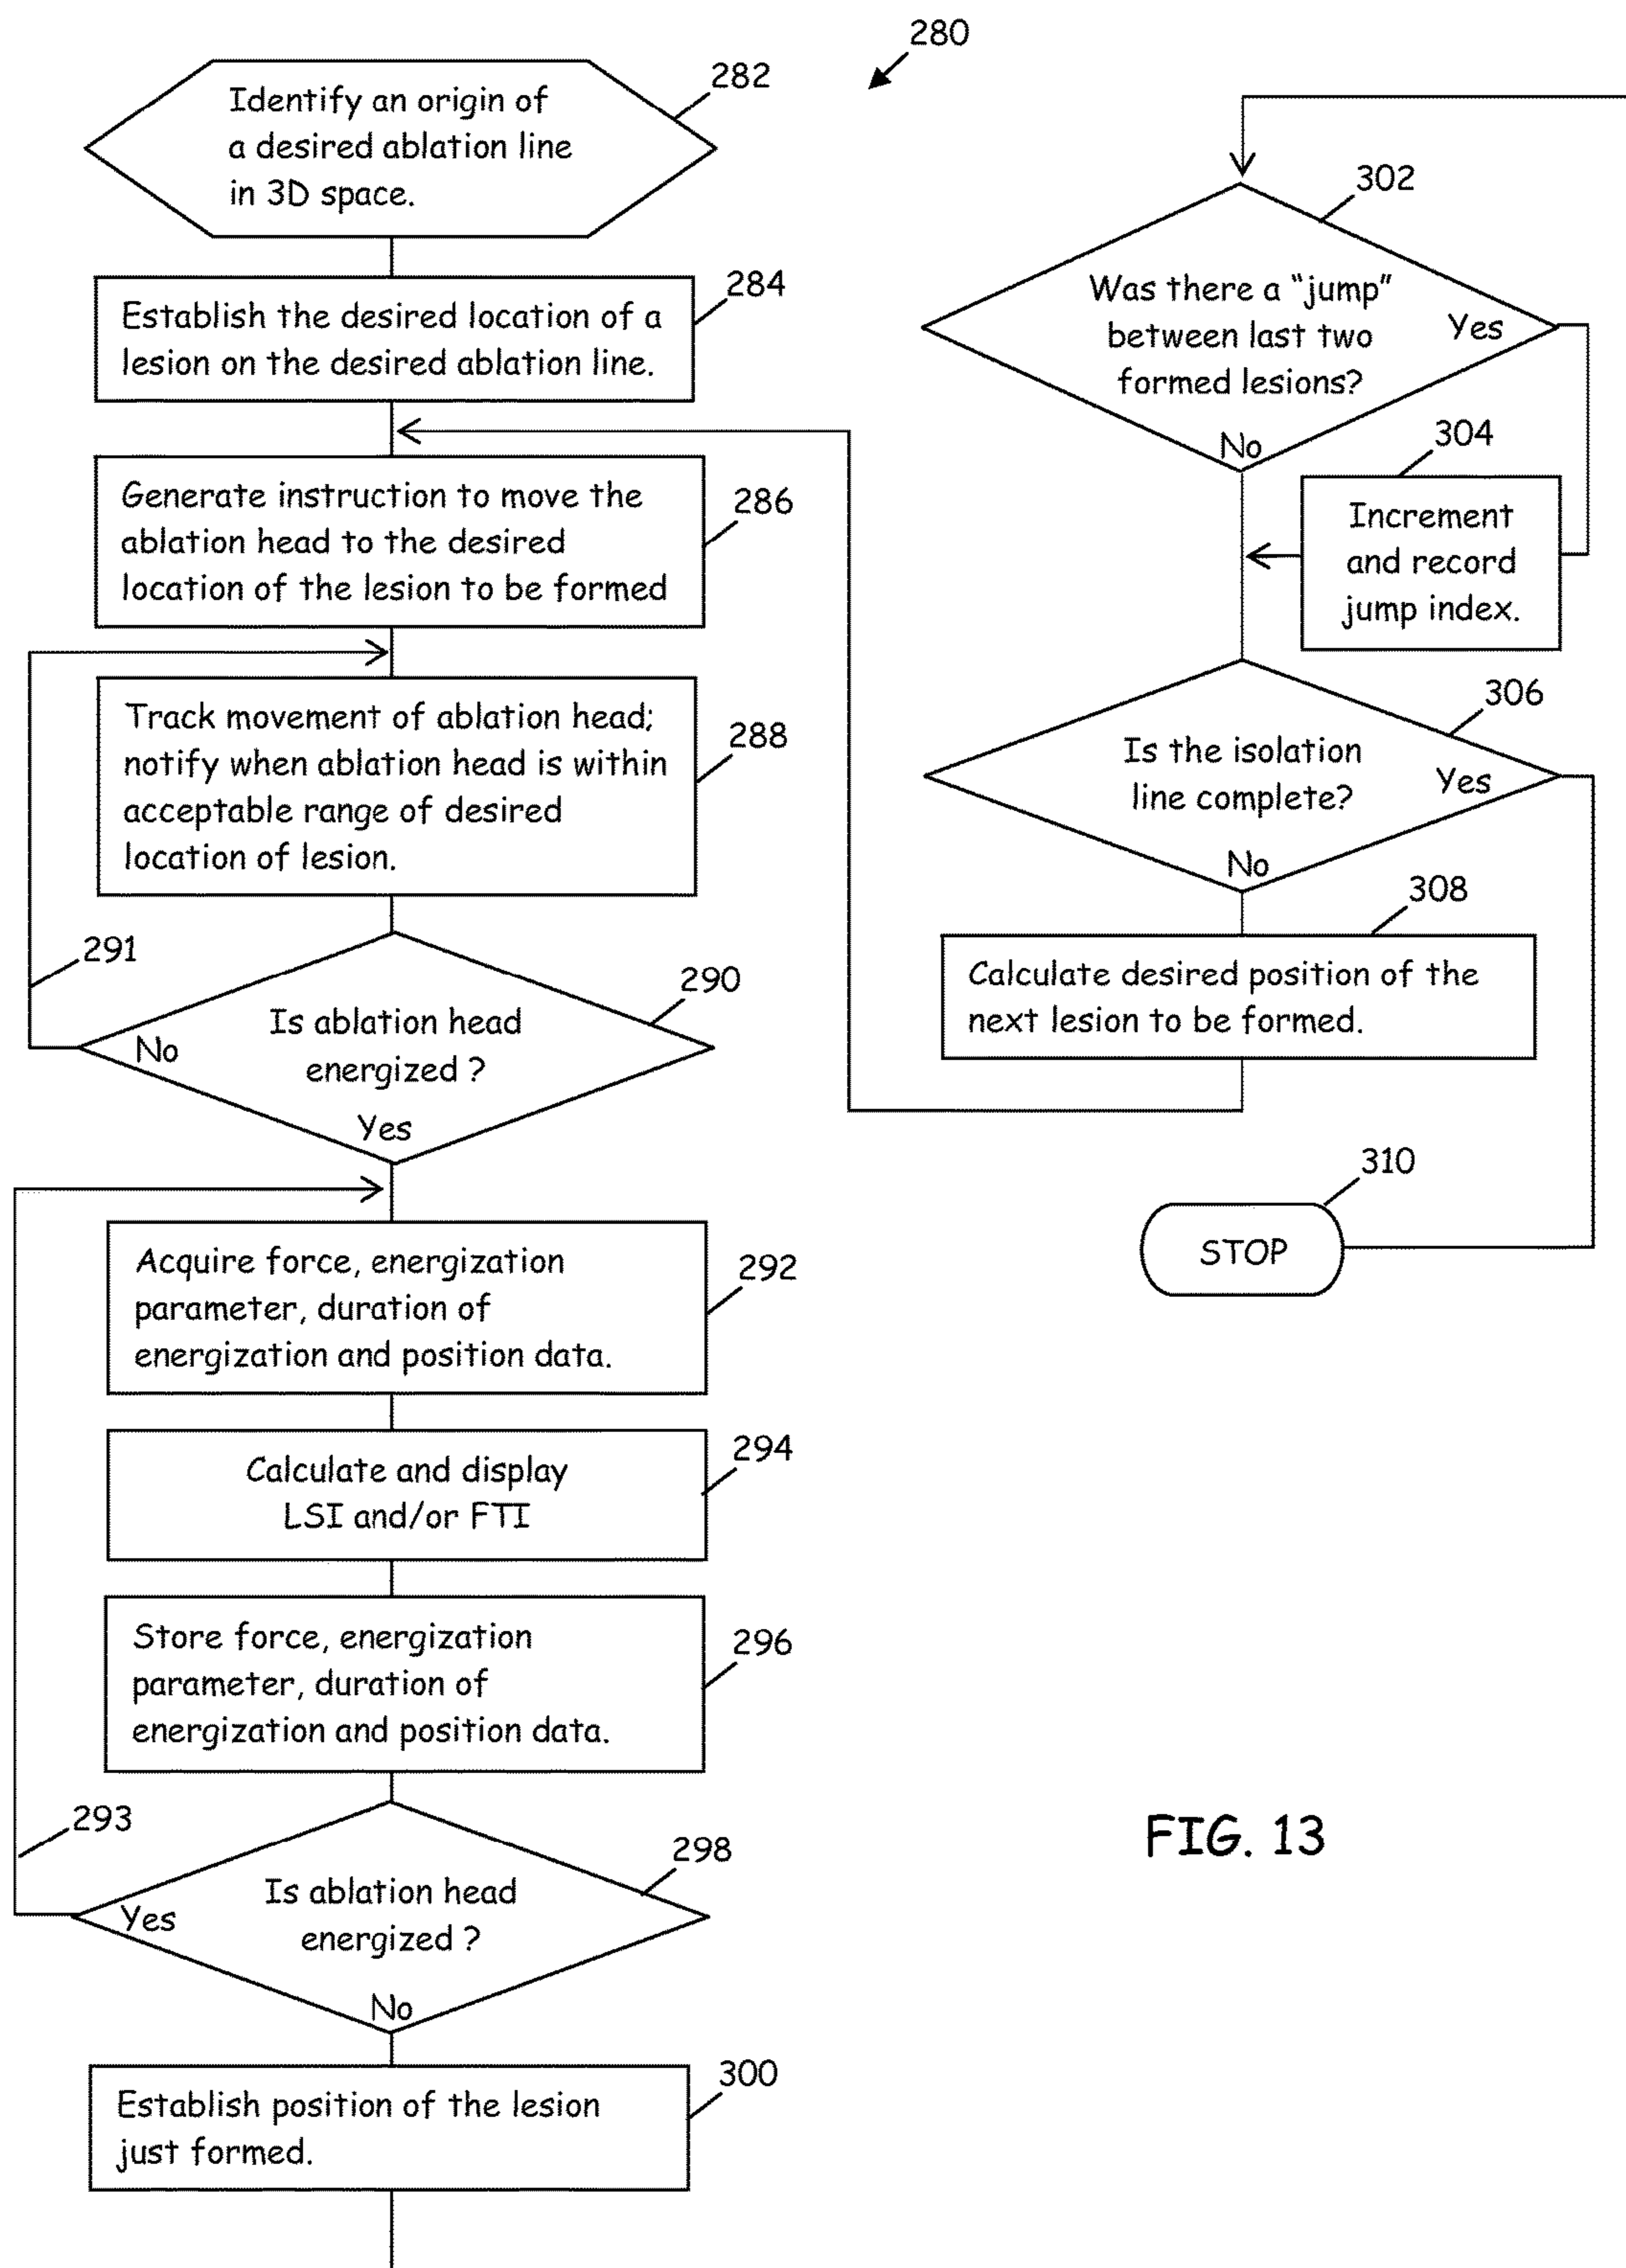 280
282
Identify an origin of
a desired ablation line
in 3D space.
284
Establish the desired location of a
lesion on the desired ablation line.
286
Generate instruction to move the
ablation head to the desired
location of the lesion to be formed
288
Track movement of ablation head;
notify when ablation head is within
acceptable range of desired
location of lesion.
291
290
Is ablation head
energized ?
No
Yes
292
Acquire force, energization
parameter, duration of
energization and position data.
294
Calculate and display
LSI and/or FTI
296
Store force, energization
parameter, duration of
energization and position data.
293
298
Is ablation head
energized ?
Yes
No
300
Establish position of the lesion
just formed.
302
Was there a “jump”
between last two
formed lesions?
Yes
No
304
Increment
and record
jump index.
306
Is the isolation
line complete?
Yes
No
308
Calculate desired position of the
next lesion to be formed.
310
STOP
FIG. 13